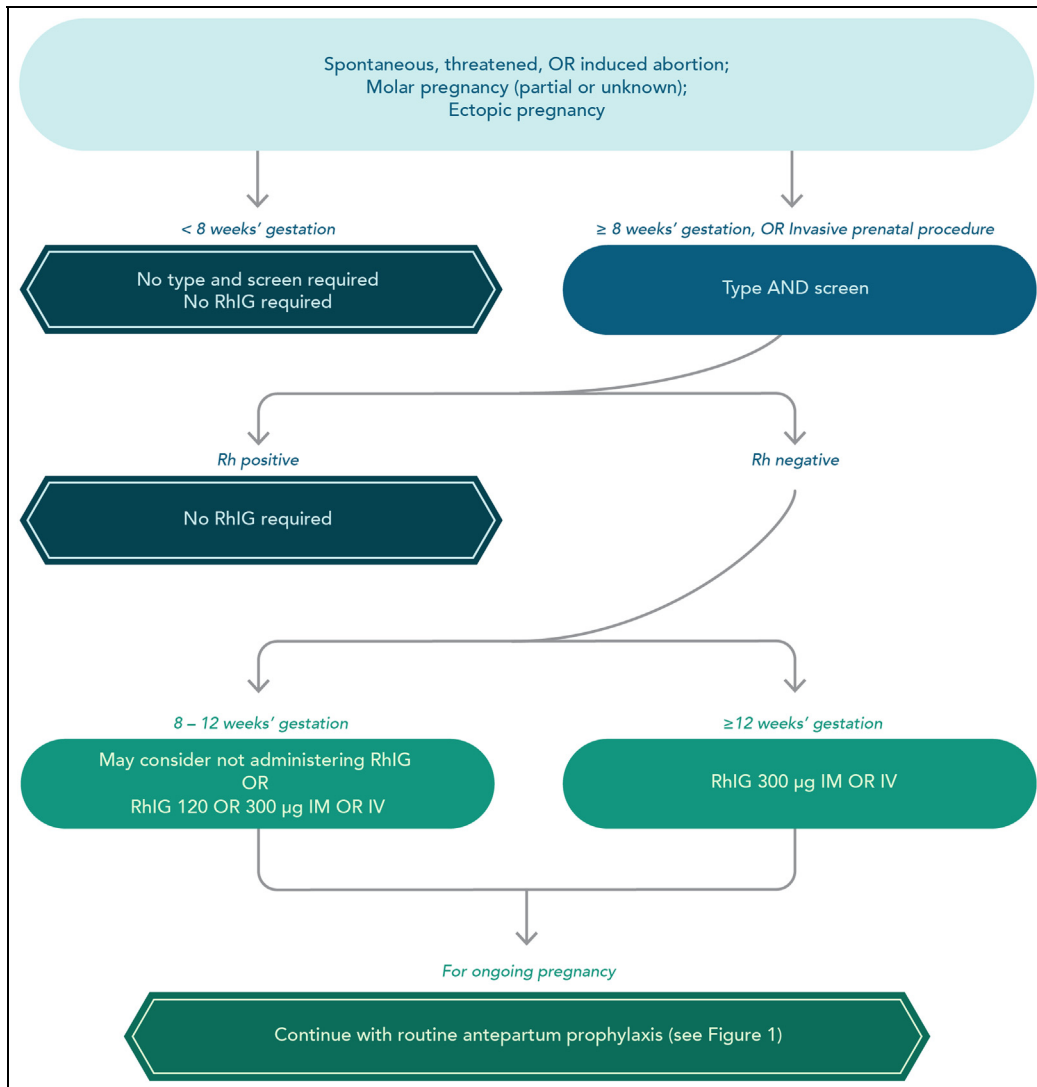 Spontaneous, threatened, OR induced abortion;
Molar pregnancy (partial or unknown);
Ectopic pregnancy
< 8 weeks’ gestation
≥ 8 weeks’ gestation, OR Invasive prenatal procedure
No type and screen required
No RhIG required
Type AND screen
Rh positive
Rh negative
No RhIG required
8 – 12 weeks’ gestation
≥12 weeks’ gestation
May consider not administering RhIG
OR
RhIG 120 OR 300 µg IM OR IV
RhIG 300 µg IM OR IV
For ongoing pregnancy
Continue with routine antepartum prophylaxis (see Figure 1)